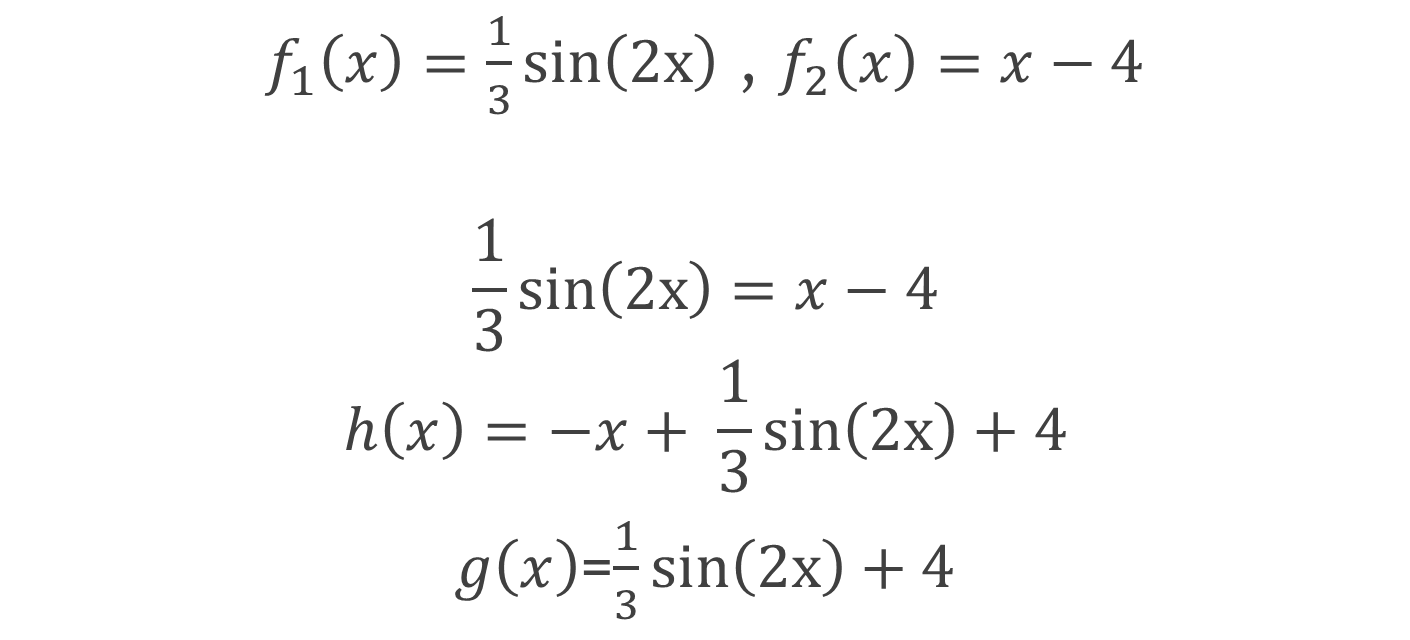 f₁(x) = 1/3 sin(2x) , f₂(x) = x − 4
1/3 sin(2x) = x − 4
h(x) = −x + 1/3 sin(2x) + 4
g(x)=1/3 sin(2x) + 4